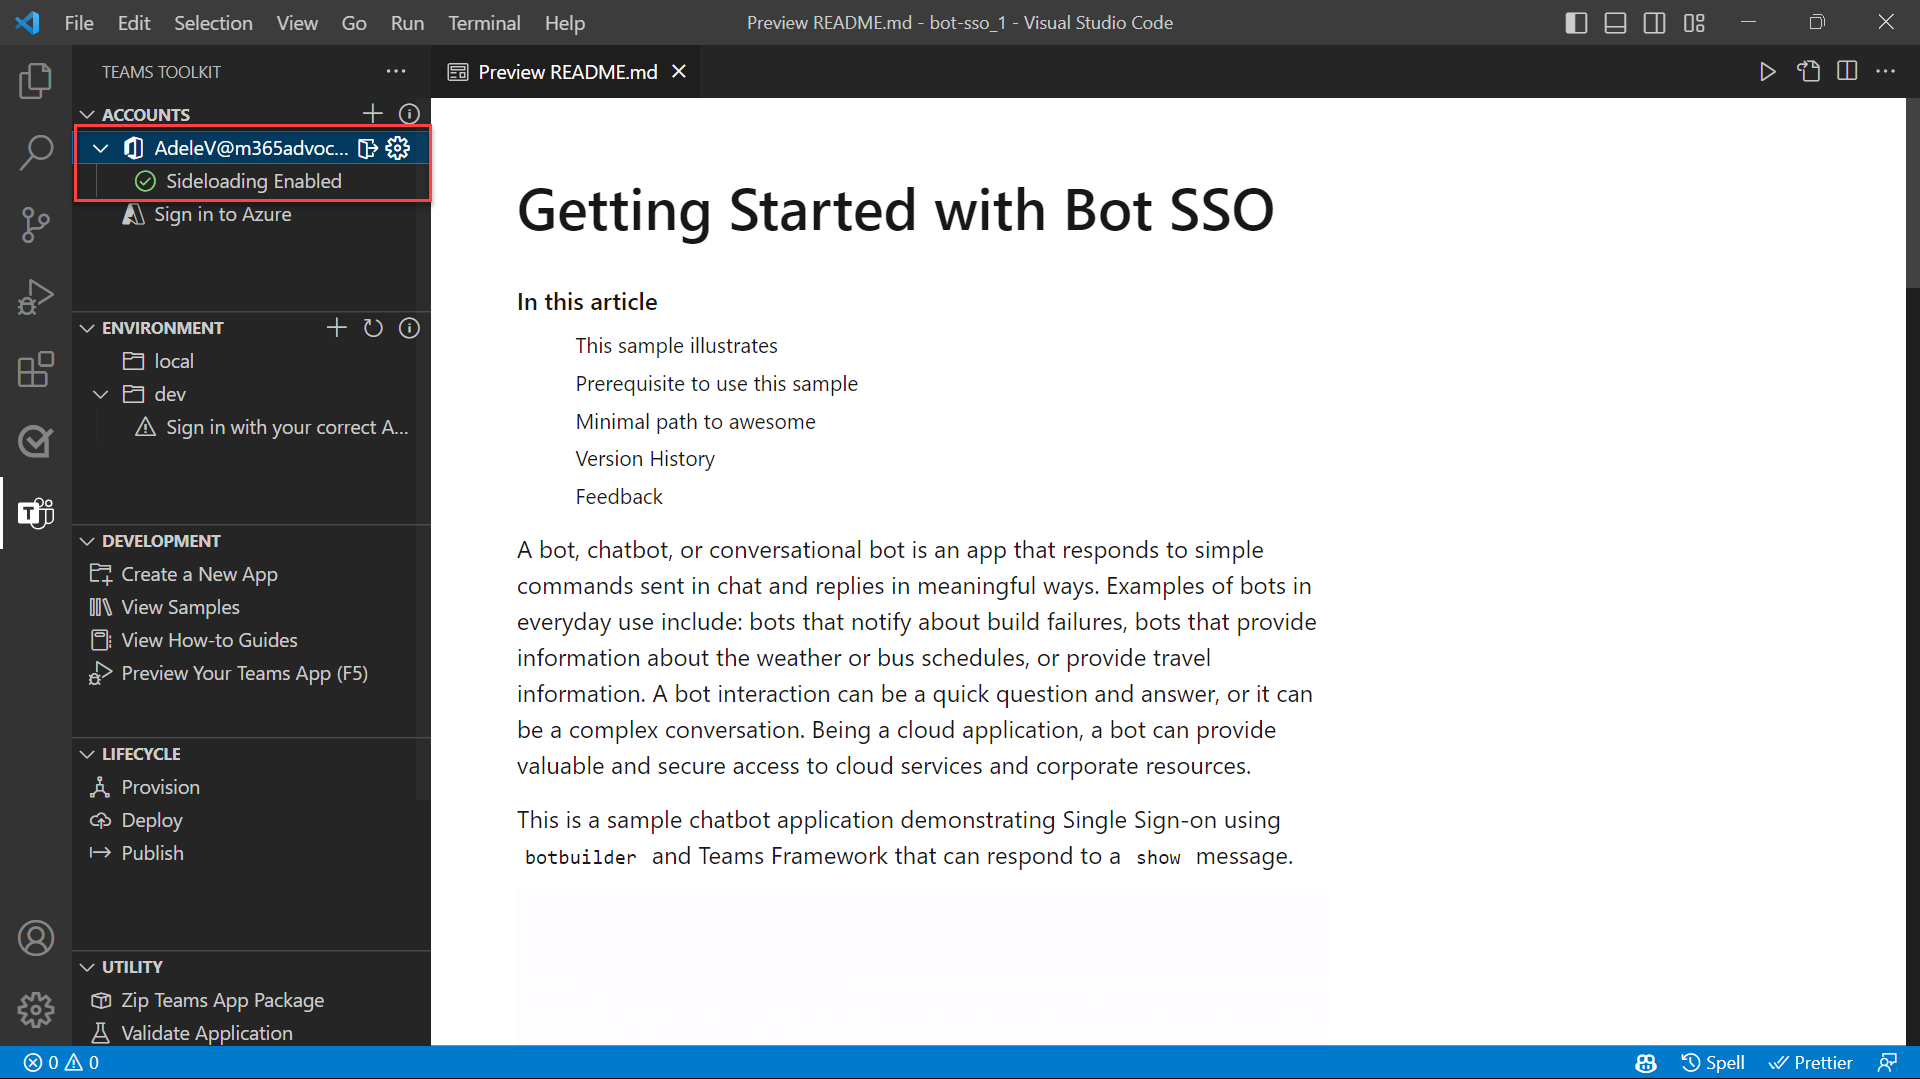 File Edit Selection View Go Run Terminal Help
Preview README.md - bot-sso_1 - Visual Studio Code
TEAMS TOOLKIT
Preview README.md
ACCOUNTS
AdeleV@m365advoc...
Sideloading Enabled
Sign in to Azure
ENVIRONMENT
local
dev
Sign in with your correct A...
DEVELOPMENT
Create a New App
View Samples
View How-to Guides
Preview Your Teams App (F5)
LIFECYCLE
Provision
Deploy
Publish
UTILITY
Zip Teams App Package
Validate Application
Getting Started with Bot SSO
In this article
This sample illustrates
Prerequisite to use this sample
Minimal path to awesome
Version History
Feedback
A bot, chatbot, or conversational bot is an app that responds to simple
commands sent in chat and replies in meaningful ways. Examples of bots in
everyday use include: bots that notify about build failures, bots that provide
information about the weather or bus schedules, or provide travel
information. A bot interaction can be a quick question and answer, or it can
be a complex conversation. Being a cloud application, a bot can provide
valuable and secure access to cloud services and corporate resources.
This is a sample chatbot application demonstrating Single Sign-on using
botbuilder and Teams Framework that can respond to a show message.
0 0
Spell
Prettier